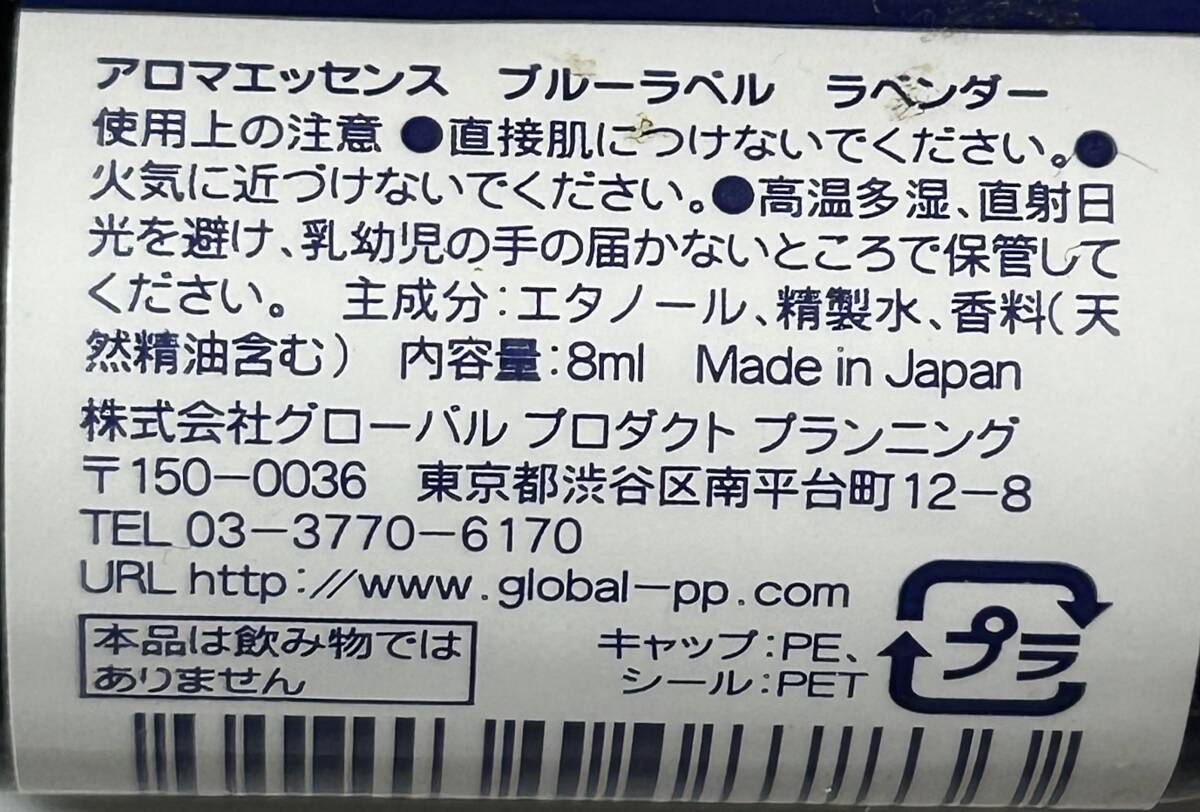 アロマエッセンス ブルーラベル ラベンダー
使用上の注意 ●直接肌につけないでください。●
火気に近づけないでください。●高温多湿、直射日
光を避け、乳幼児の手の届かないところで保管して
ください。 主成分:エタノール、精製水、香料(天
然精油含む) 内容量:8ml Made in Japan
株式会社グローバル プロダクト プランニング
〒150-0036 東京都渋谷区南平台町12-8
TEL 03-3770-6170
URL http://www.global-pp.com
本品は飲み物では
ありません
キャップ:PE、
シール:PET
プラ